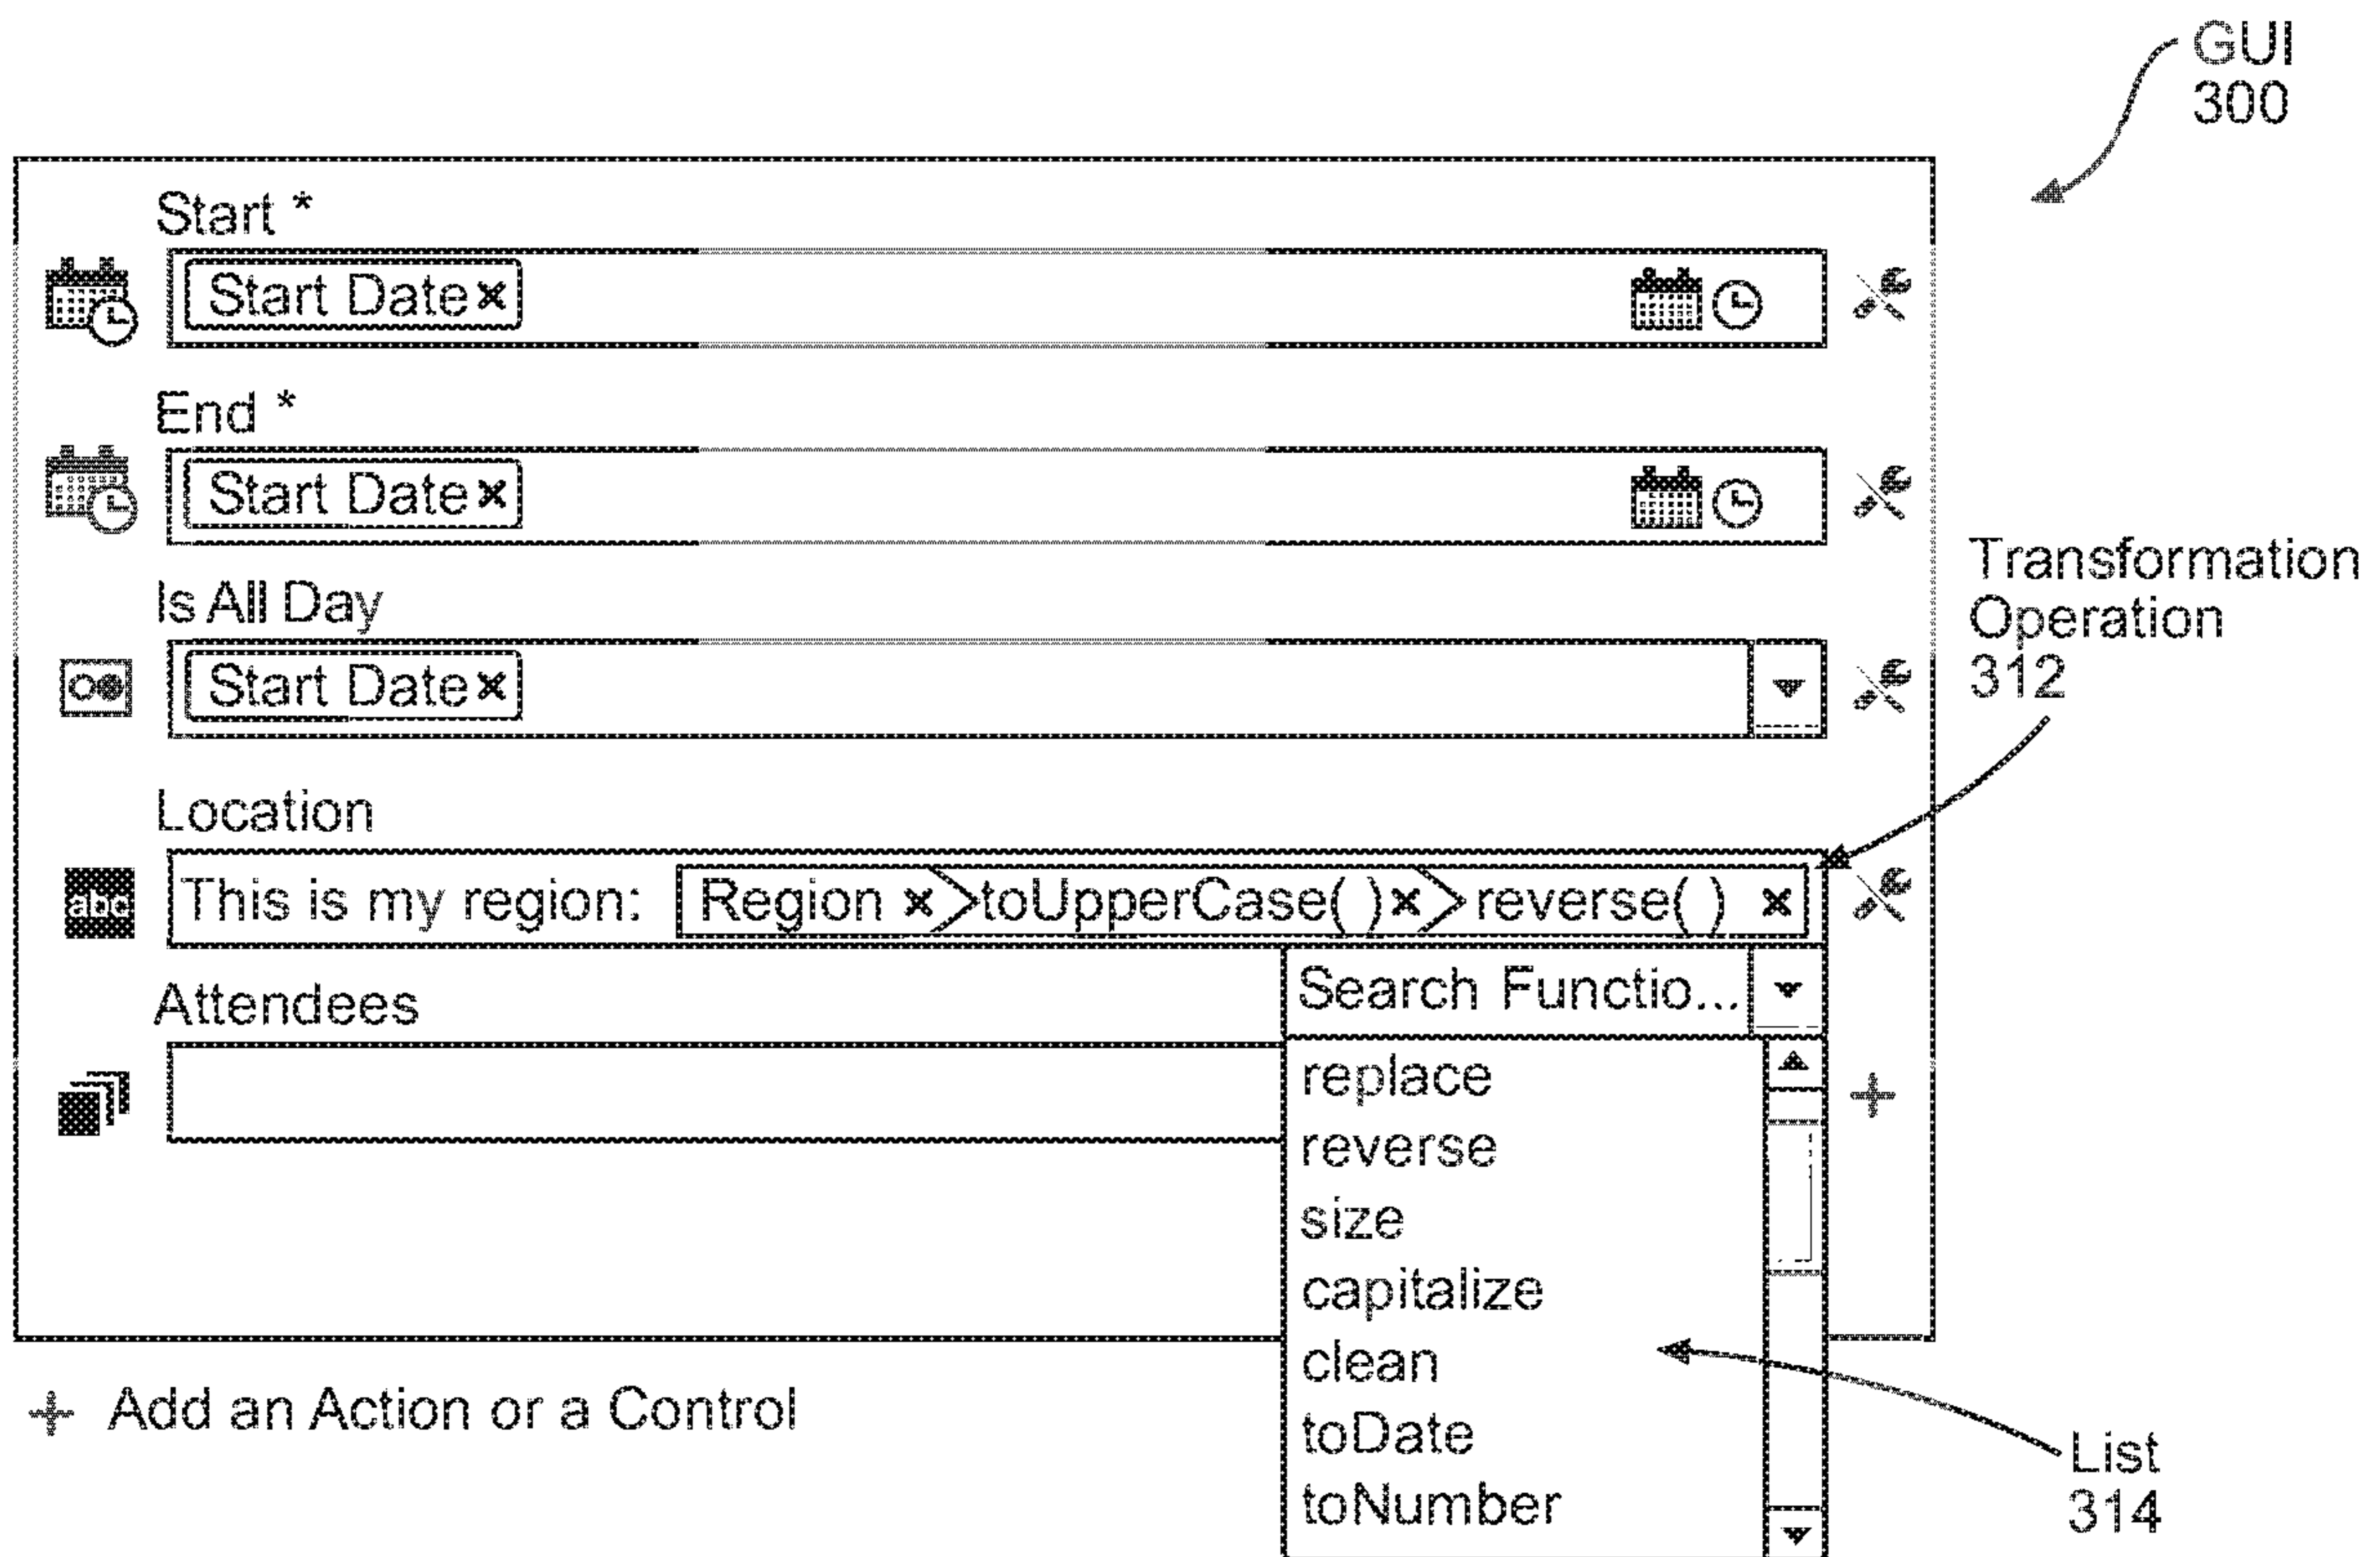 GUI
300
Start *
Start Date×
End *
Start Date×
Is All Day
Start Date×
Transformation
Operation
312
Location
abc
This is my region: Region × toUpperCase( )× reverse( ) ×
Attendees
Search Functio...
replace
reverse
size
capitalize
clean
toDate
toNumber
+ Add an Action or a Control
List
314